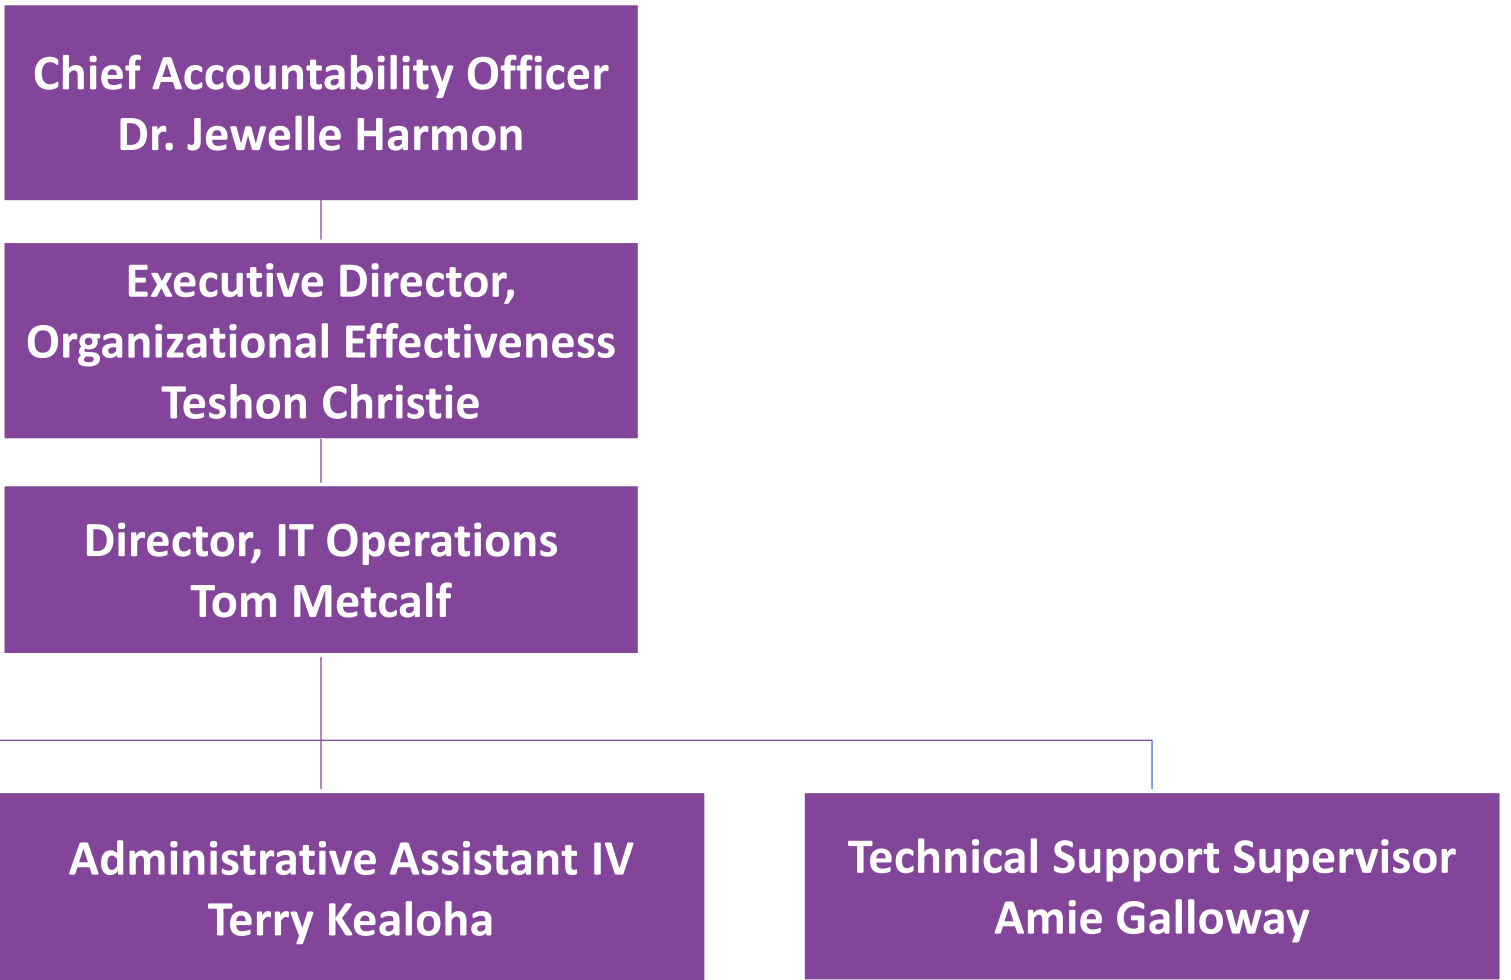 Chief Accountability Officer
Dr. Jewelle Harmon
Executive Director,
Organizational Effectiveness
Teshon Christie
Director, IT Operations
Tom Metcalf
Administrative Assistant IV
Terry Kealoha
Technical Support Supervisor
Amie Galloway